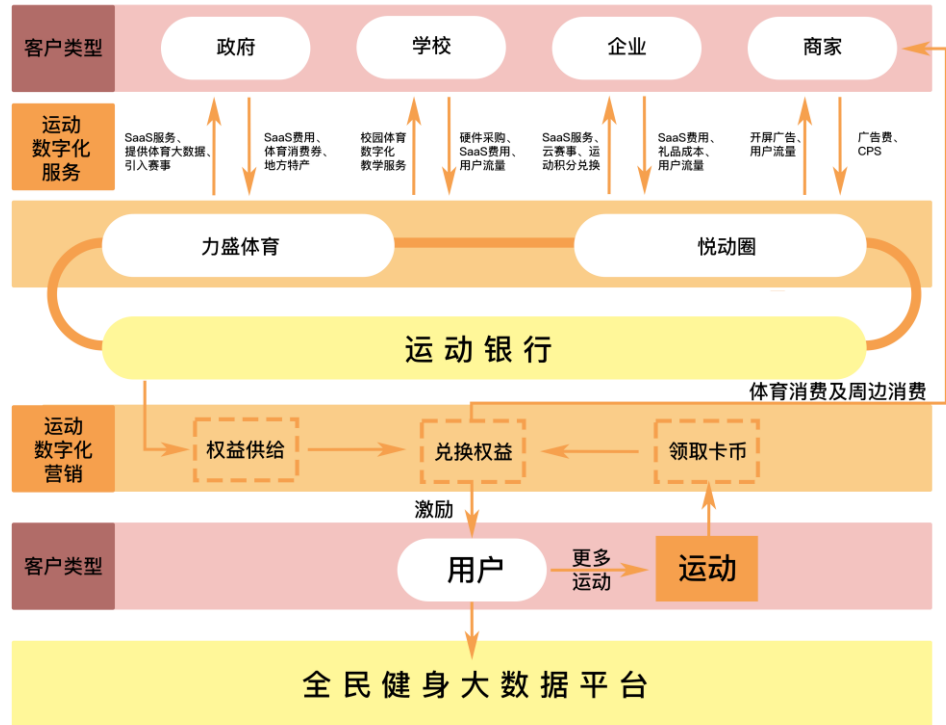 客户类型
政府
学校
企业
商家
运动
数字化
服务
SaaS服务、
提供体育大数据、
引入赛事
SaaS费用、
体育消费券、
地方特产
校园体育
数字化
教学服务
硬件采购、
SaaS费用、
用户流量
SaaS服务、
云赛事、运
动积分兑换
SaaS费用、
礼品成本、
用户流量
开屏广告、
用户流量
广告费、
CPS
力盛体育
悦动圈
运动银行
体育消费及周边消费
运动
数字化
营销
权益供给
兑换权益
领取卡币
激励
客户类型
用户
更多
运动
运动
全民健身大数据平台